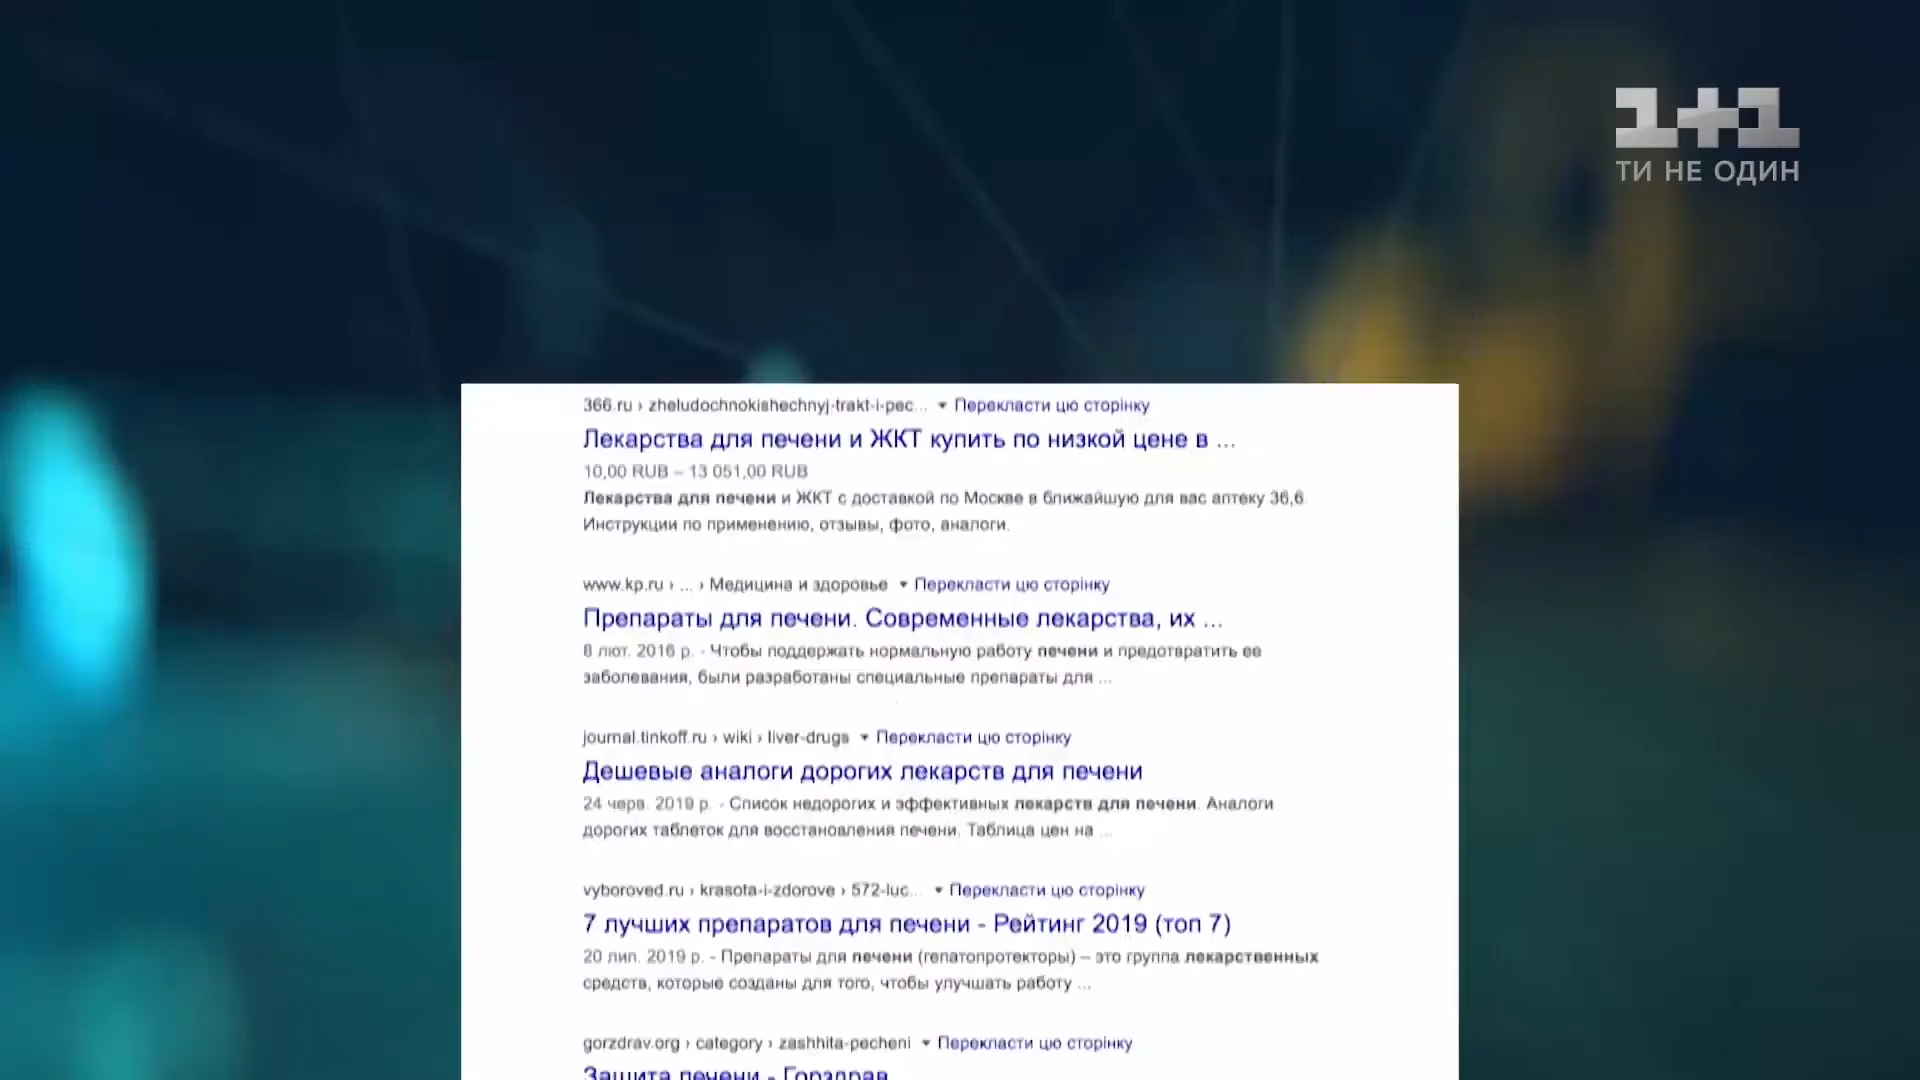 1+1
ТИ НЕ ОДИН
366.ru › zheludochnokishechnyj-trakt-i-pec... ▾ Перекласти цю сторінку
Лекарства для печени и ЖКТ купить по низкой цене в ...
10,00 RUB – 13 051,00 RUB
Лекарства для печени и ЖКТ с доставкой по Москве в ближайшую для вас аптеку 36,6.
Инструкции по применению, отзывы, фото, аналоги.
www.kp.ru › ... › Медицина и здоровье ▾ Перекласти цю сторінку
Препараты для печени. Современные лекарства, их ...
8 лют. 2016 р. - Чтобы поддержать нормальную работу печени и предотвратить ее
заболевания, были разработаны специальные препараты для ...
journal.tinkoff.ru › wiki › liver-drugs ▾ Перекласти цю сторінку
Дешевые аналоги дорогих лекарств для печени
24 черв. 2019 р. - Список недорогих и эффективных лекарств для печени. Аналоги
дорогих таблеток для восстановления печени. Таблица цен на ...
vyboroved.ru › krasota-i-zdorove › 572-luc... ▾ Перекласти цю сторінку
7 лучших препаратов для печени - Рейтинг 2019 (топ 7)
20 лип. 2019 р. - Препараты для печени (гепатопротекторы) – это группа лекарственных
средств, которые созданы для того, чтобы улучшать работу ...
gorzdrav.org › category › zashhita-pecheni ▾ Перекласти цю сторінку
Защита печени - Горздрав